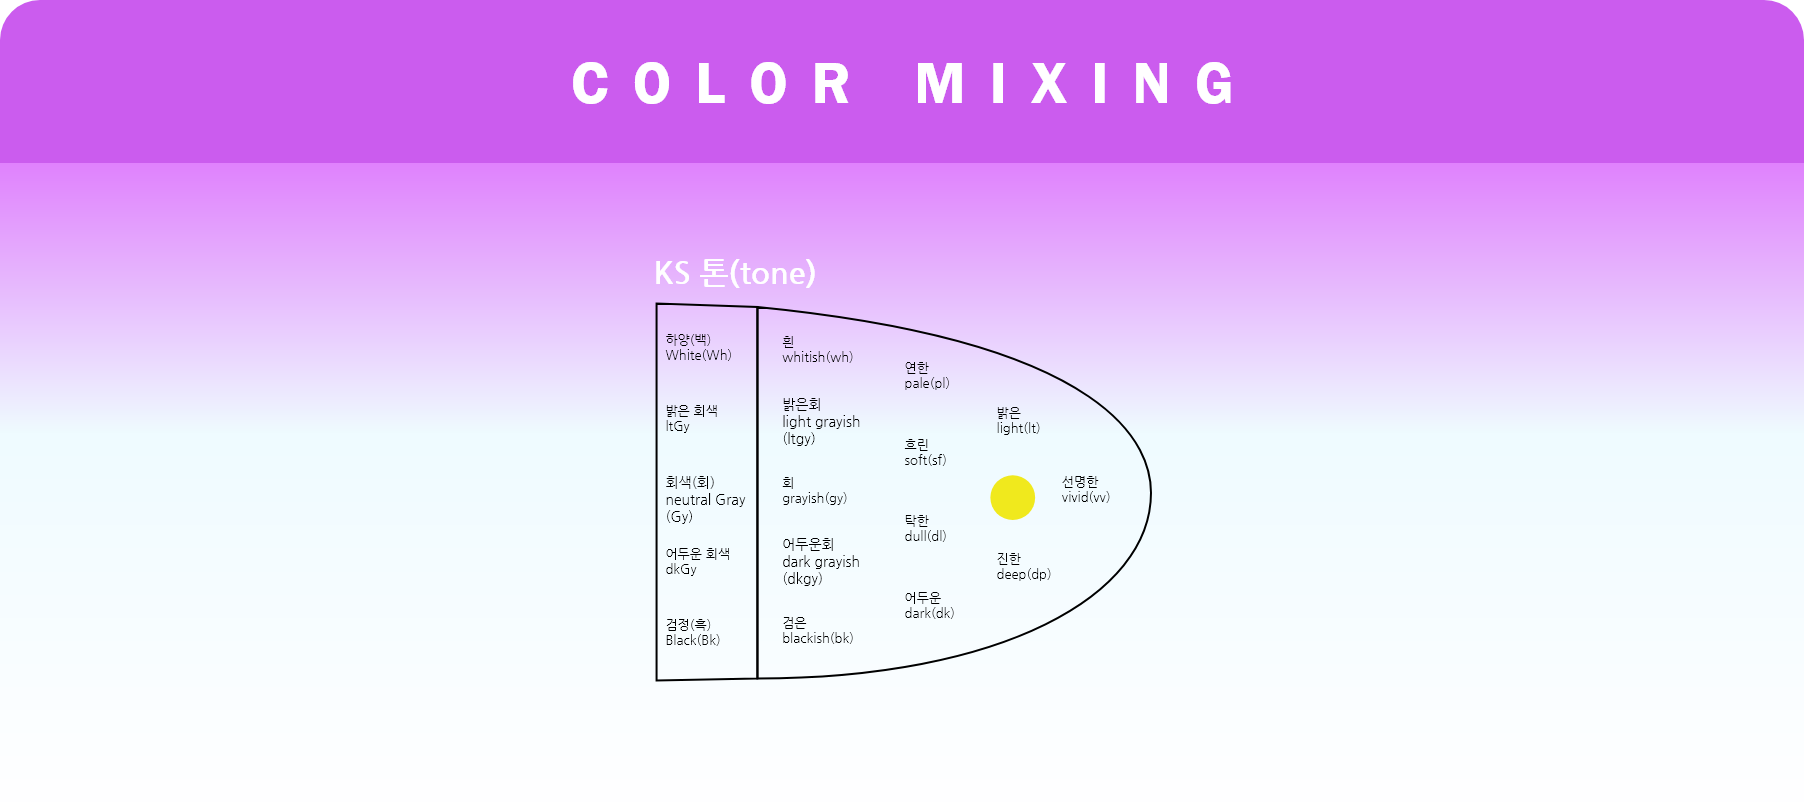 COLOR MIXING
KS 톤(tone)
하양(백)
White(Wh)
밝은 회색
ltGy
회색(회)
neutral Gray
(Gy)
어두운 회색
dkGy
검정(흑)
Black(Bk)
흰
whitish(wh)
밝은회
light grayish
(ltgy)
회
grayish(gy)
어두운회
dark grayish
(dkgy)
검은
blackish(bk)
연한
pale(pl)
흐린
soft(sf)
탁한
dull(dl)
어두운
dark(dk)
밝은
light(lt)
진한
deep(dp)
선명한
vivid(vv)